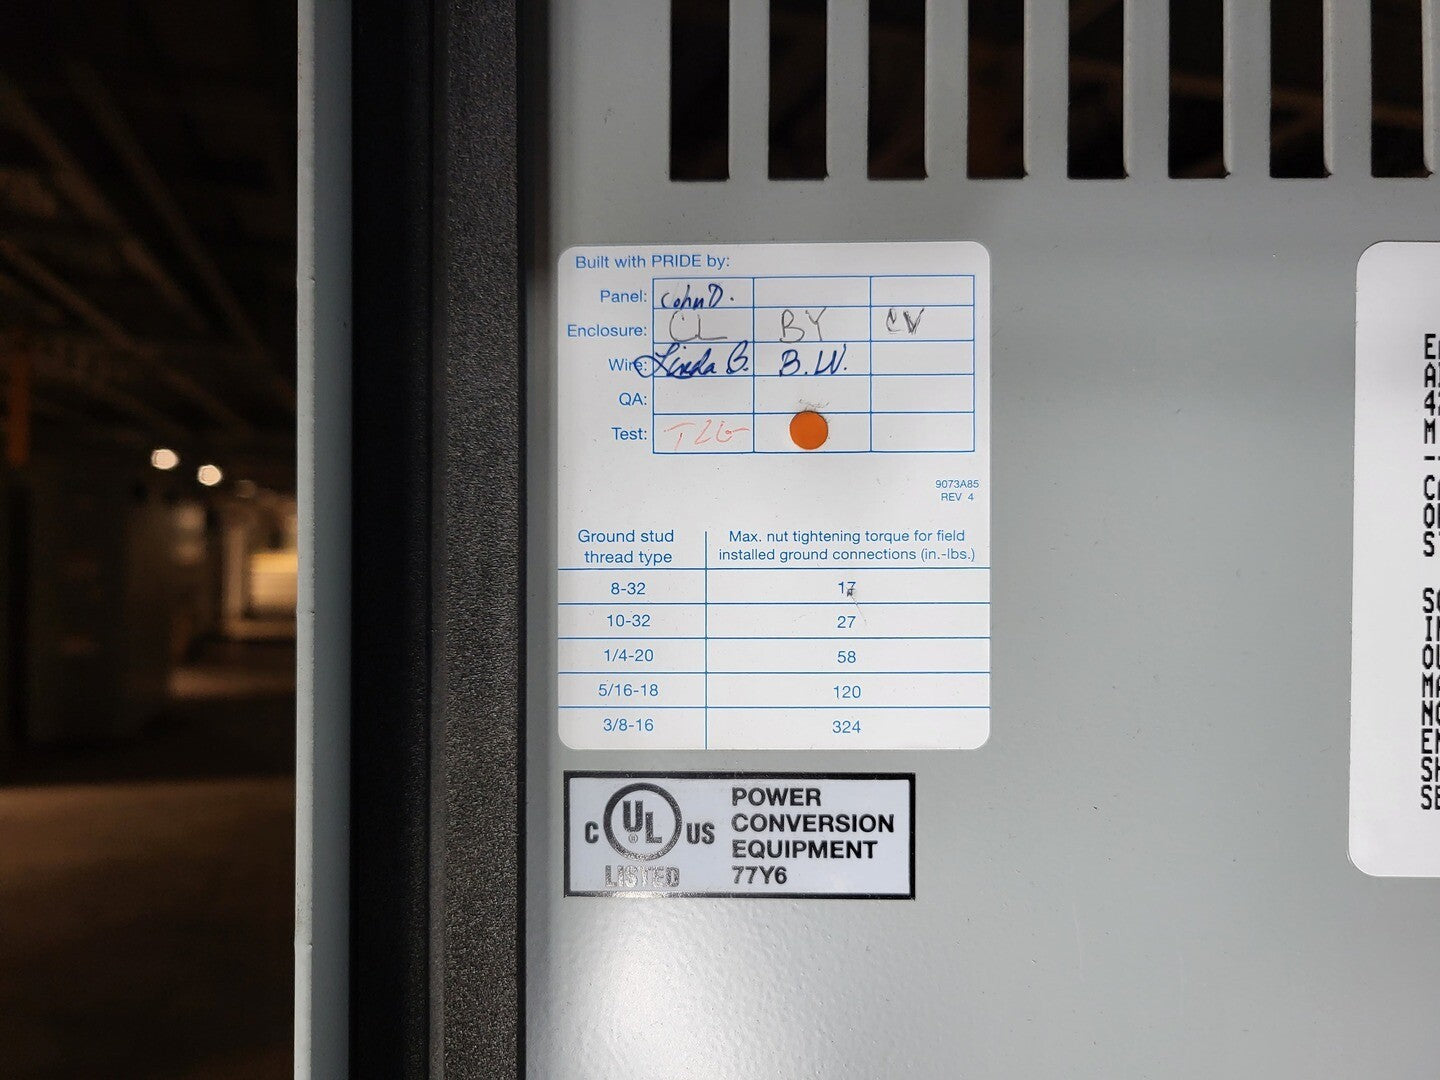 Built with PRIDE by:
Panel: John D.
Enclosure: CL BY CV
Wire: Linda B. B.W.
QA:
Test: TLG
9073A85
REV 4
Ground stud thread type
Max. nut tightening torque for field installed ground connections (in.-lbs.)
8-32 17
10-32 27
1/4-20 58
5/16-18 120
3/8-16 324
C UL ® US
LISTED
POWER
CONVERSION
EQUIPMENT
77Y6